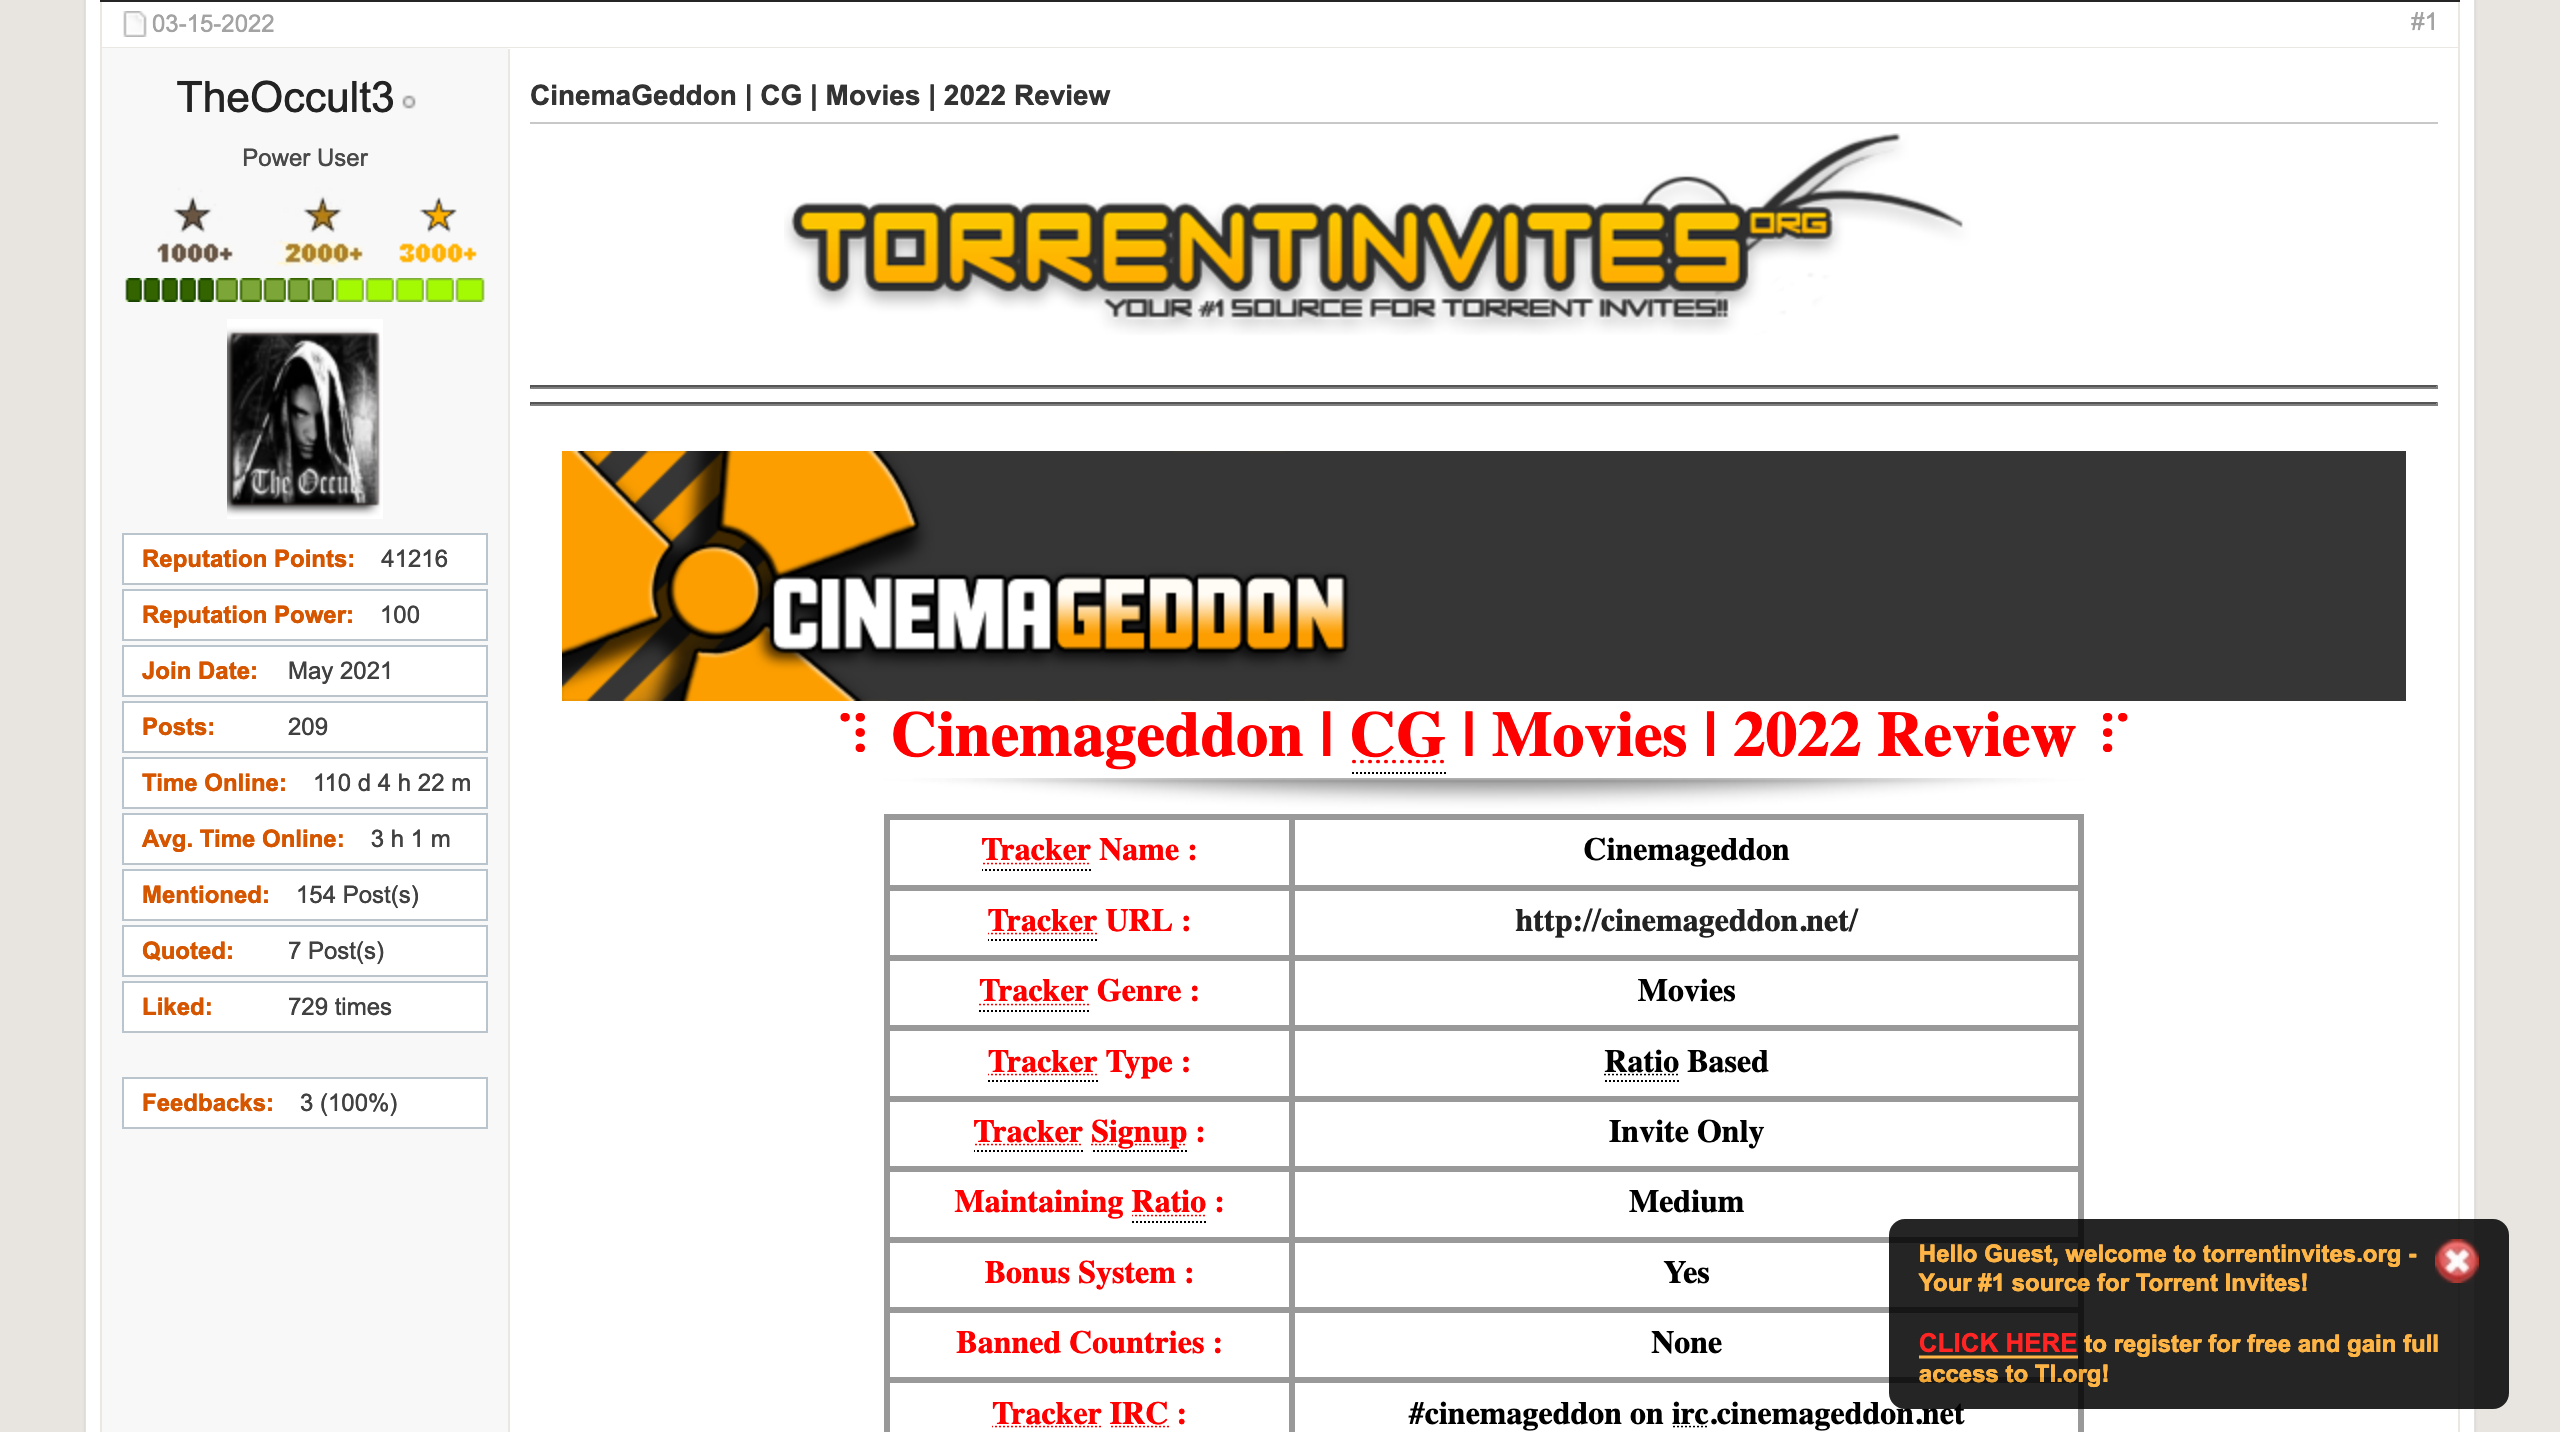 03-15-2022
#1
TheOccult3
Power User
1000+ 2000+ 3000+
The Occu
Reputation Points: 41216
Reputation Power: 100
Join Date: May 2021
Posts: 209
Time Online: 110 d 4 h 22 m
Avg. Time Online: 3 h 1 m
Mentioned: 154 Post(s)
Quoted: 7 Post(s)
Liked: 729 times
Feedbacks: 3 (100%)
CinemaGeddon | CG | Movies | 2022 Review
TORRENTINVITES ORG
YOUR #1 SOURCE FOR TORRENT INVITES!!
CINEMAGEDDON
⠙⠇ Cinemageddon | CG | Movies | 2022 Review ⠸⠋
Tracker Name : Cinemageddon
Tracker URL : http://cinemageddon.net/
Tracker Genre : Movies
Tracker Type : Ratio Based
Tracker Signup : Invite Only
Maintaining Ratio : Medium
Bonus System : Yes
Banned Countries : None
Tracker IRC : #cinemageddon on irc.cinemageddon.net
Hello Guest, welcome to torrentinvites.org -
Your #1 source for Torrent Invites!
CLICK HERE to register for free and gain full
access to TI.org!